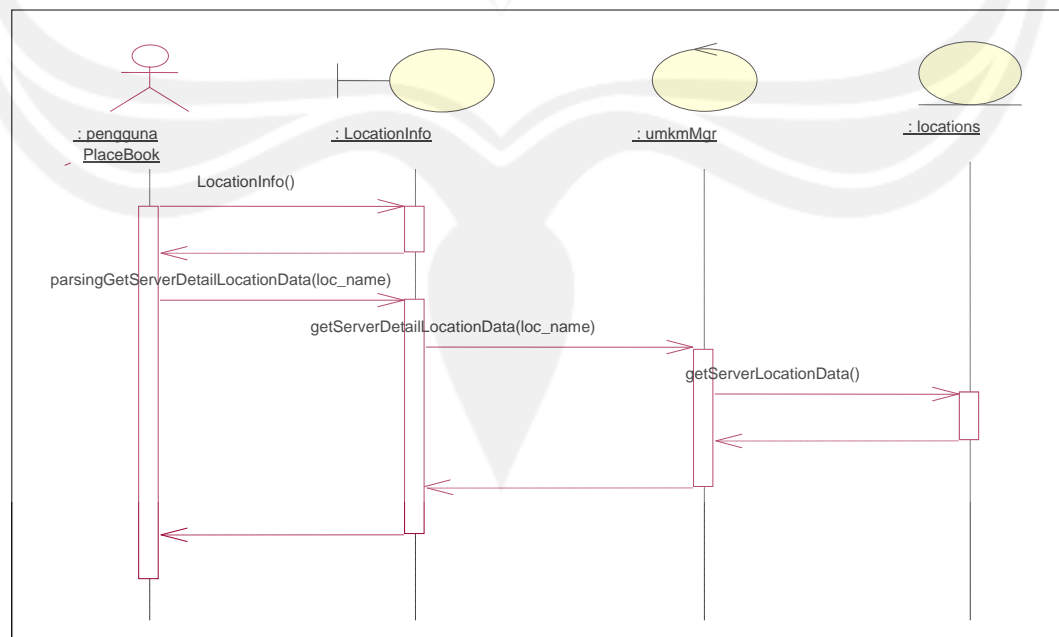 : pengguna
PlaceBook
: LocationInfo
: umkmMgr
: locations
LocationInfo()
parsingGetServerDetailLocationData(loc_name)
getServerDetailLocationData(loc_name)
getServerLocationData()